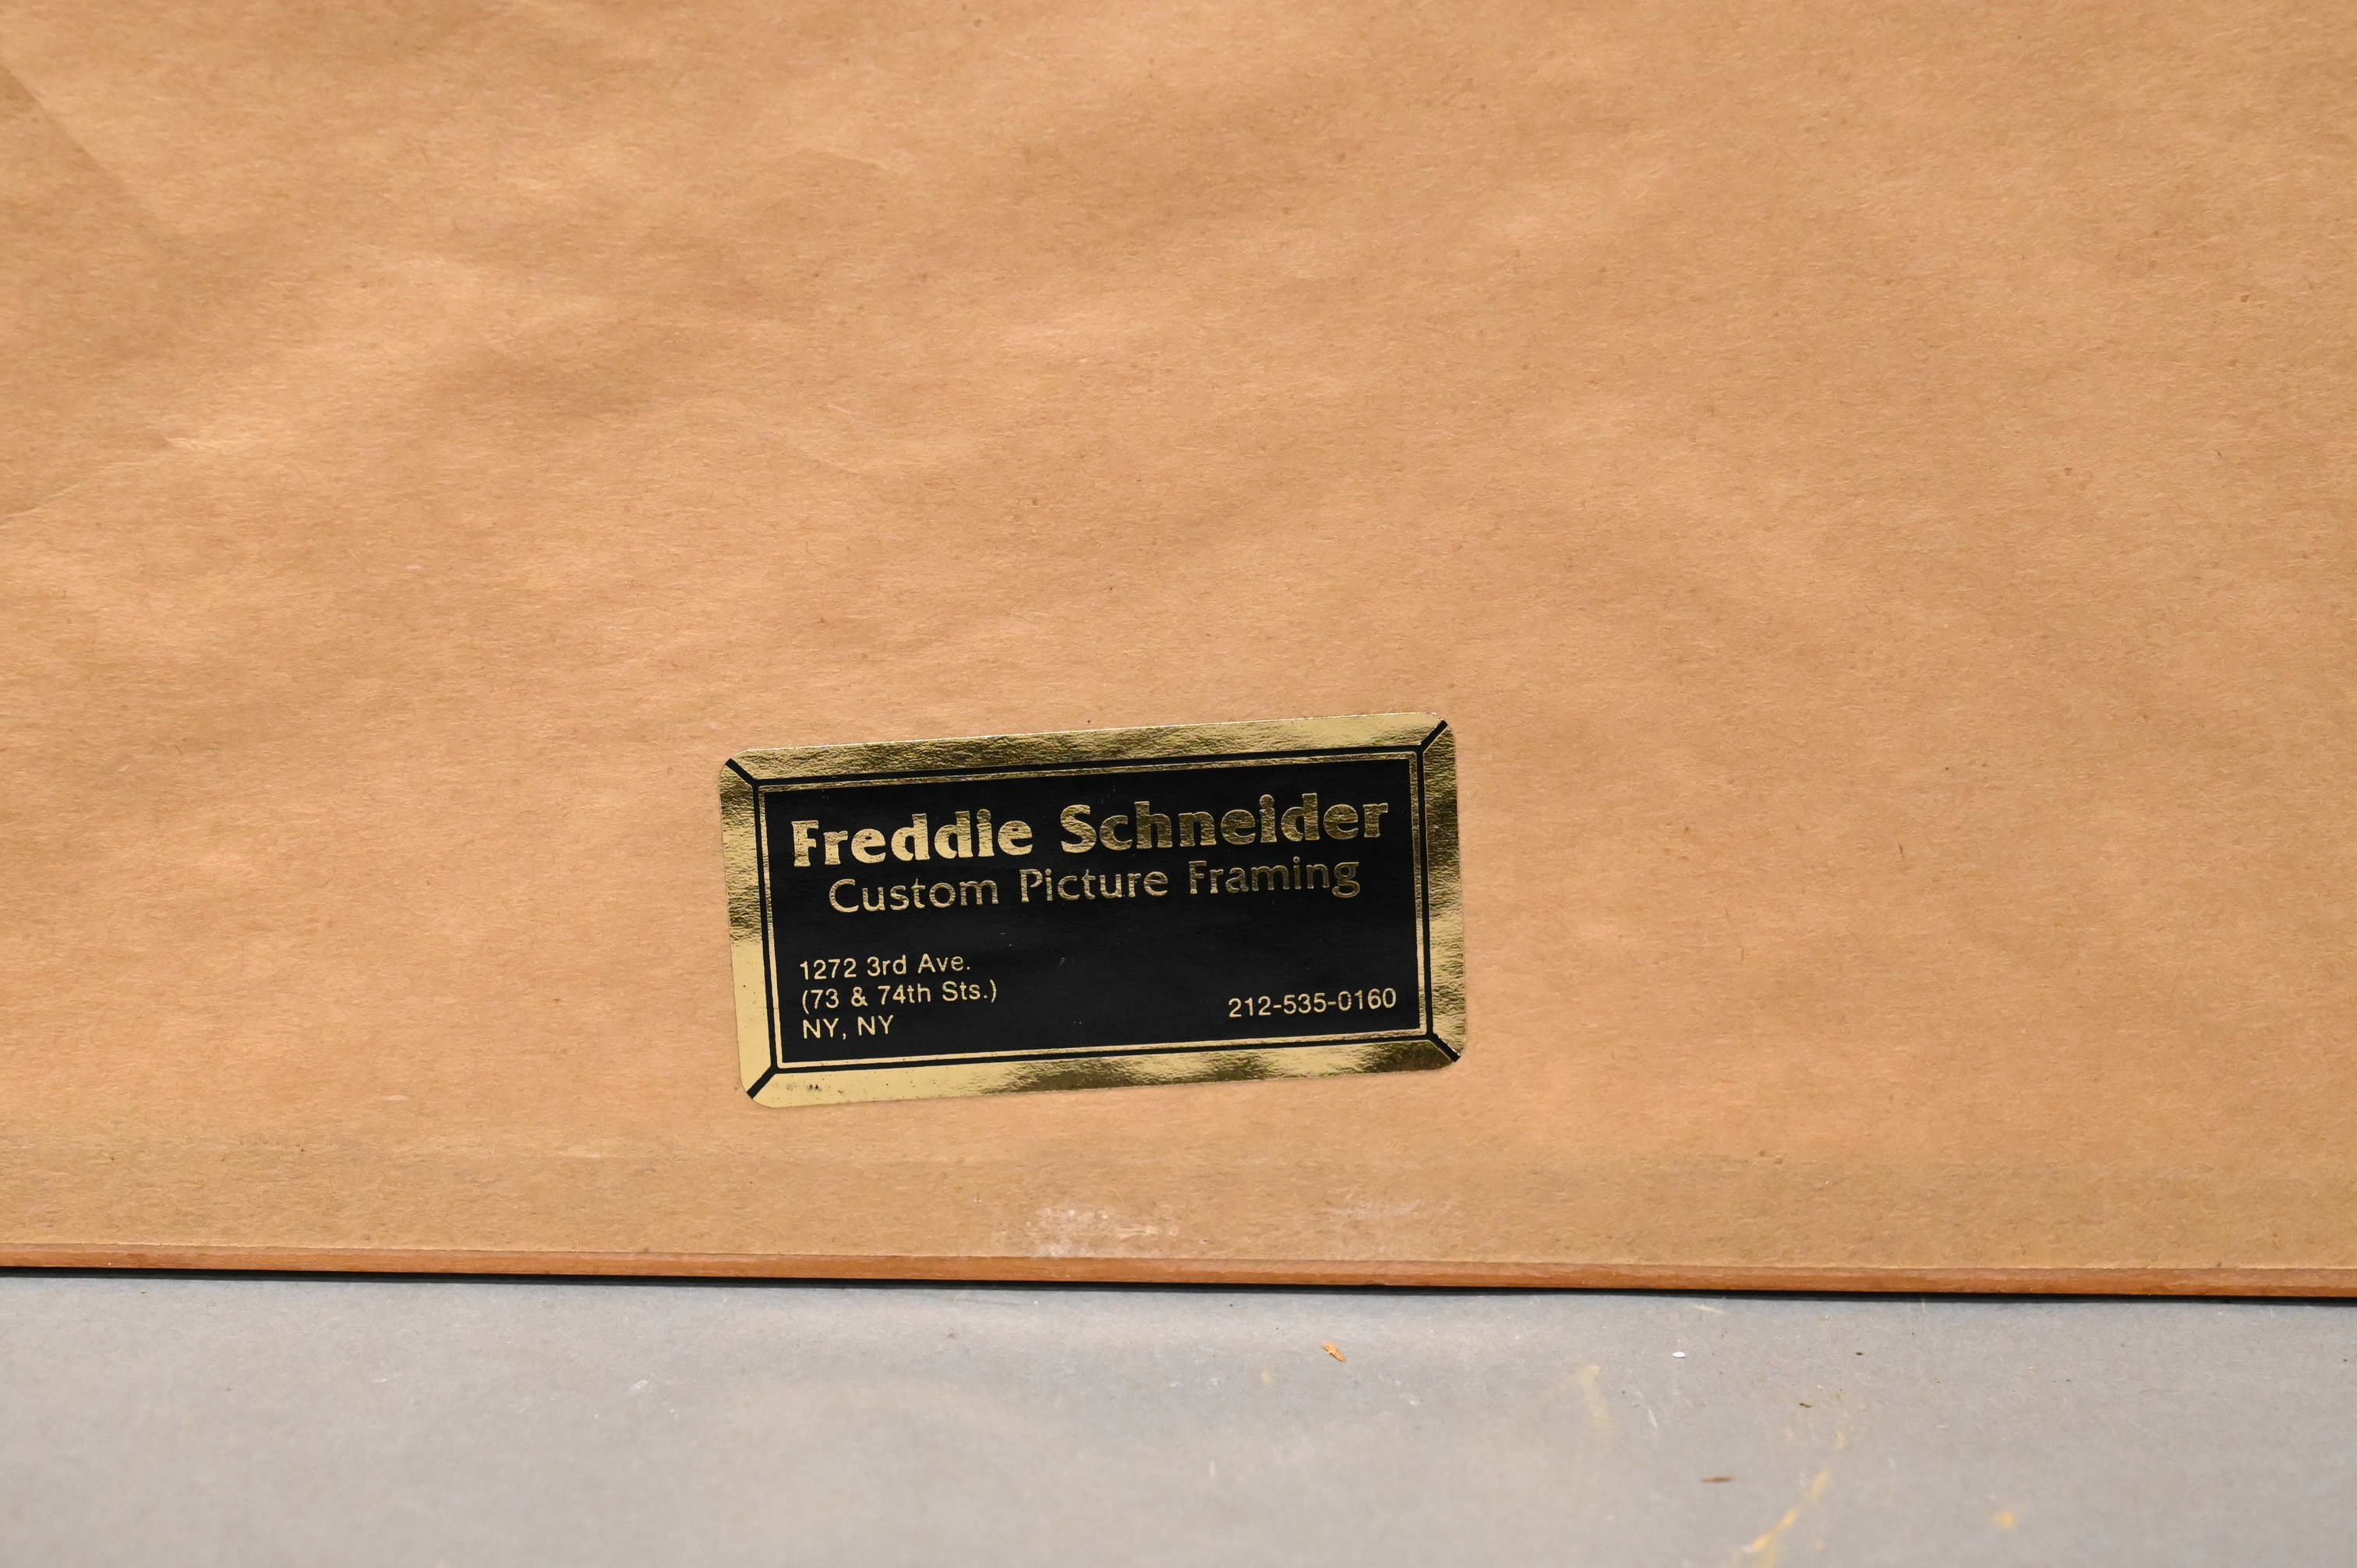 Freddie Schneider
Custom Picture Framing
1272 3rd Ave.
(73 & 74th Sts.)
NY, NY
212-535-0160